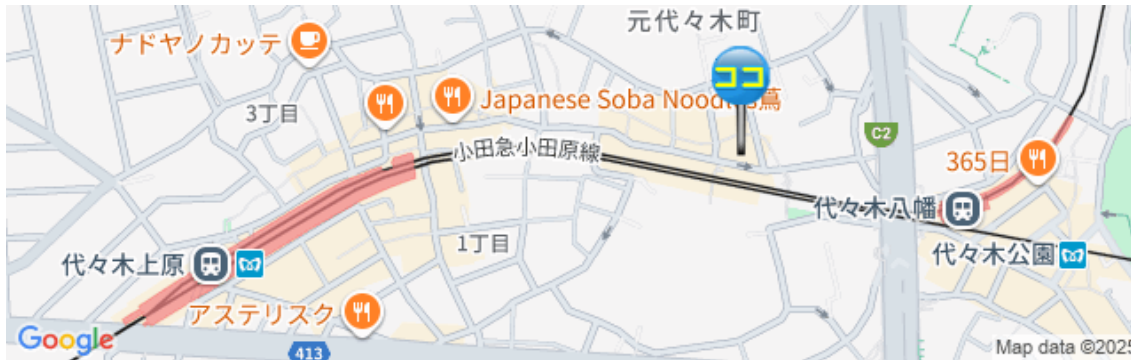 元代々木町
ナドヤノカッテ
ココ
Japanese Soba Nood
蔦
3丁目
小田急小田原線
C2
365日
代々木八幡
1丁目
代々木上原
代々木公園
アステリスク
Google
413
Map data ©2025